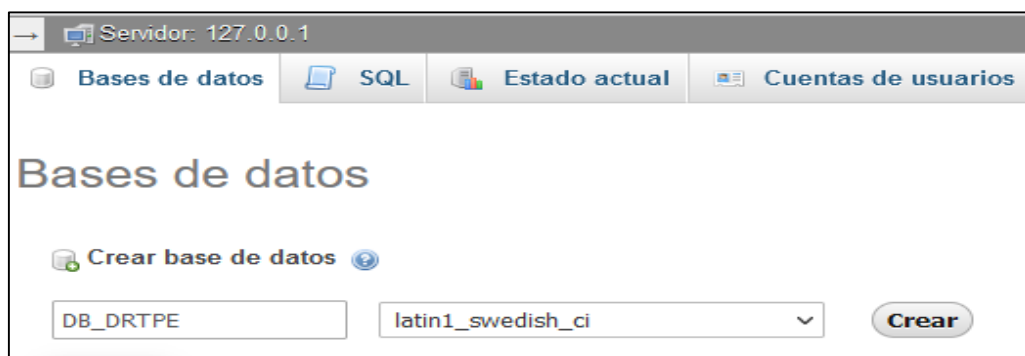 Servidor: 127.0.0.1
Bases de datos SQL Estado actual Cuentas de usuarios
Bases de datos
Crear base de datos
DB_DRTPE latin1_swedish_ci Crear